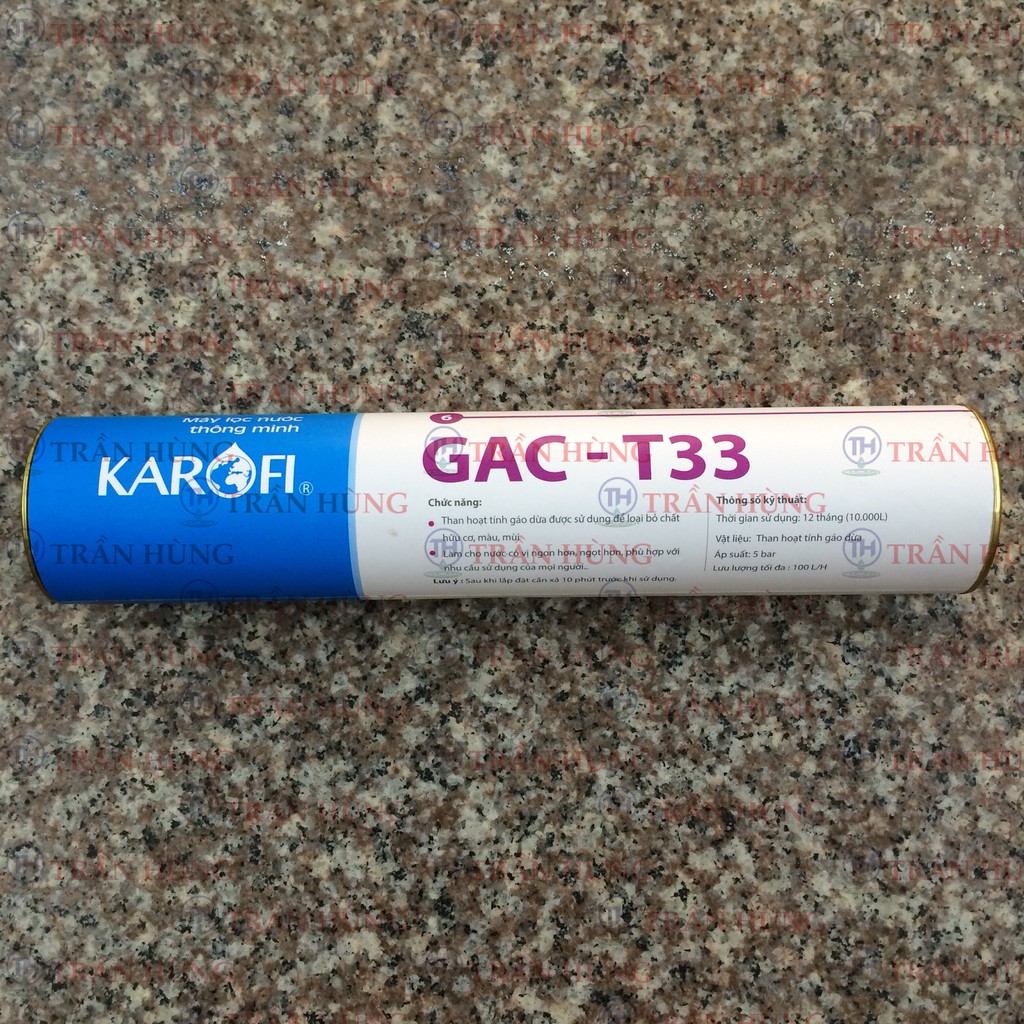 Máy lọc nước
thông minh
KAROFI®
6
GAC - T33
Chức năng:
Than hoạt tính gáo dừa được sử dụng để loại bỏ chất
hữu cơ, màu, mùi.
Làm cho nước có vị ngon hơn, ngọt hơn, phù hợp với
nhu cầu sử dụng của mọi người..
Lưu ý : Sau khi lắp đặt cần xả 10 phút trước khi sử dụng.
Thông số kỹ thuật:
Thời gian sử dụng: 12 tháng (10.000L)
Vật liệu: Than hoạt tính gáo dừa
Áp suất: 5 bar
Lưu lượng tối đa : 100 L/H
TH TRẦN HÙNG